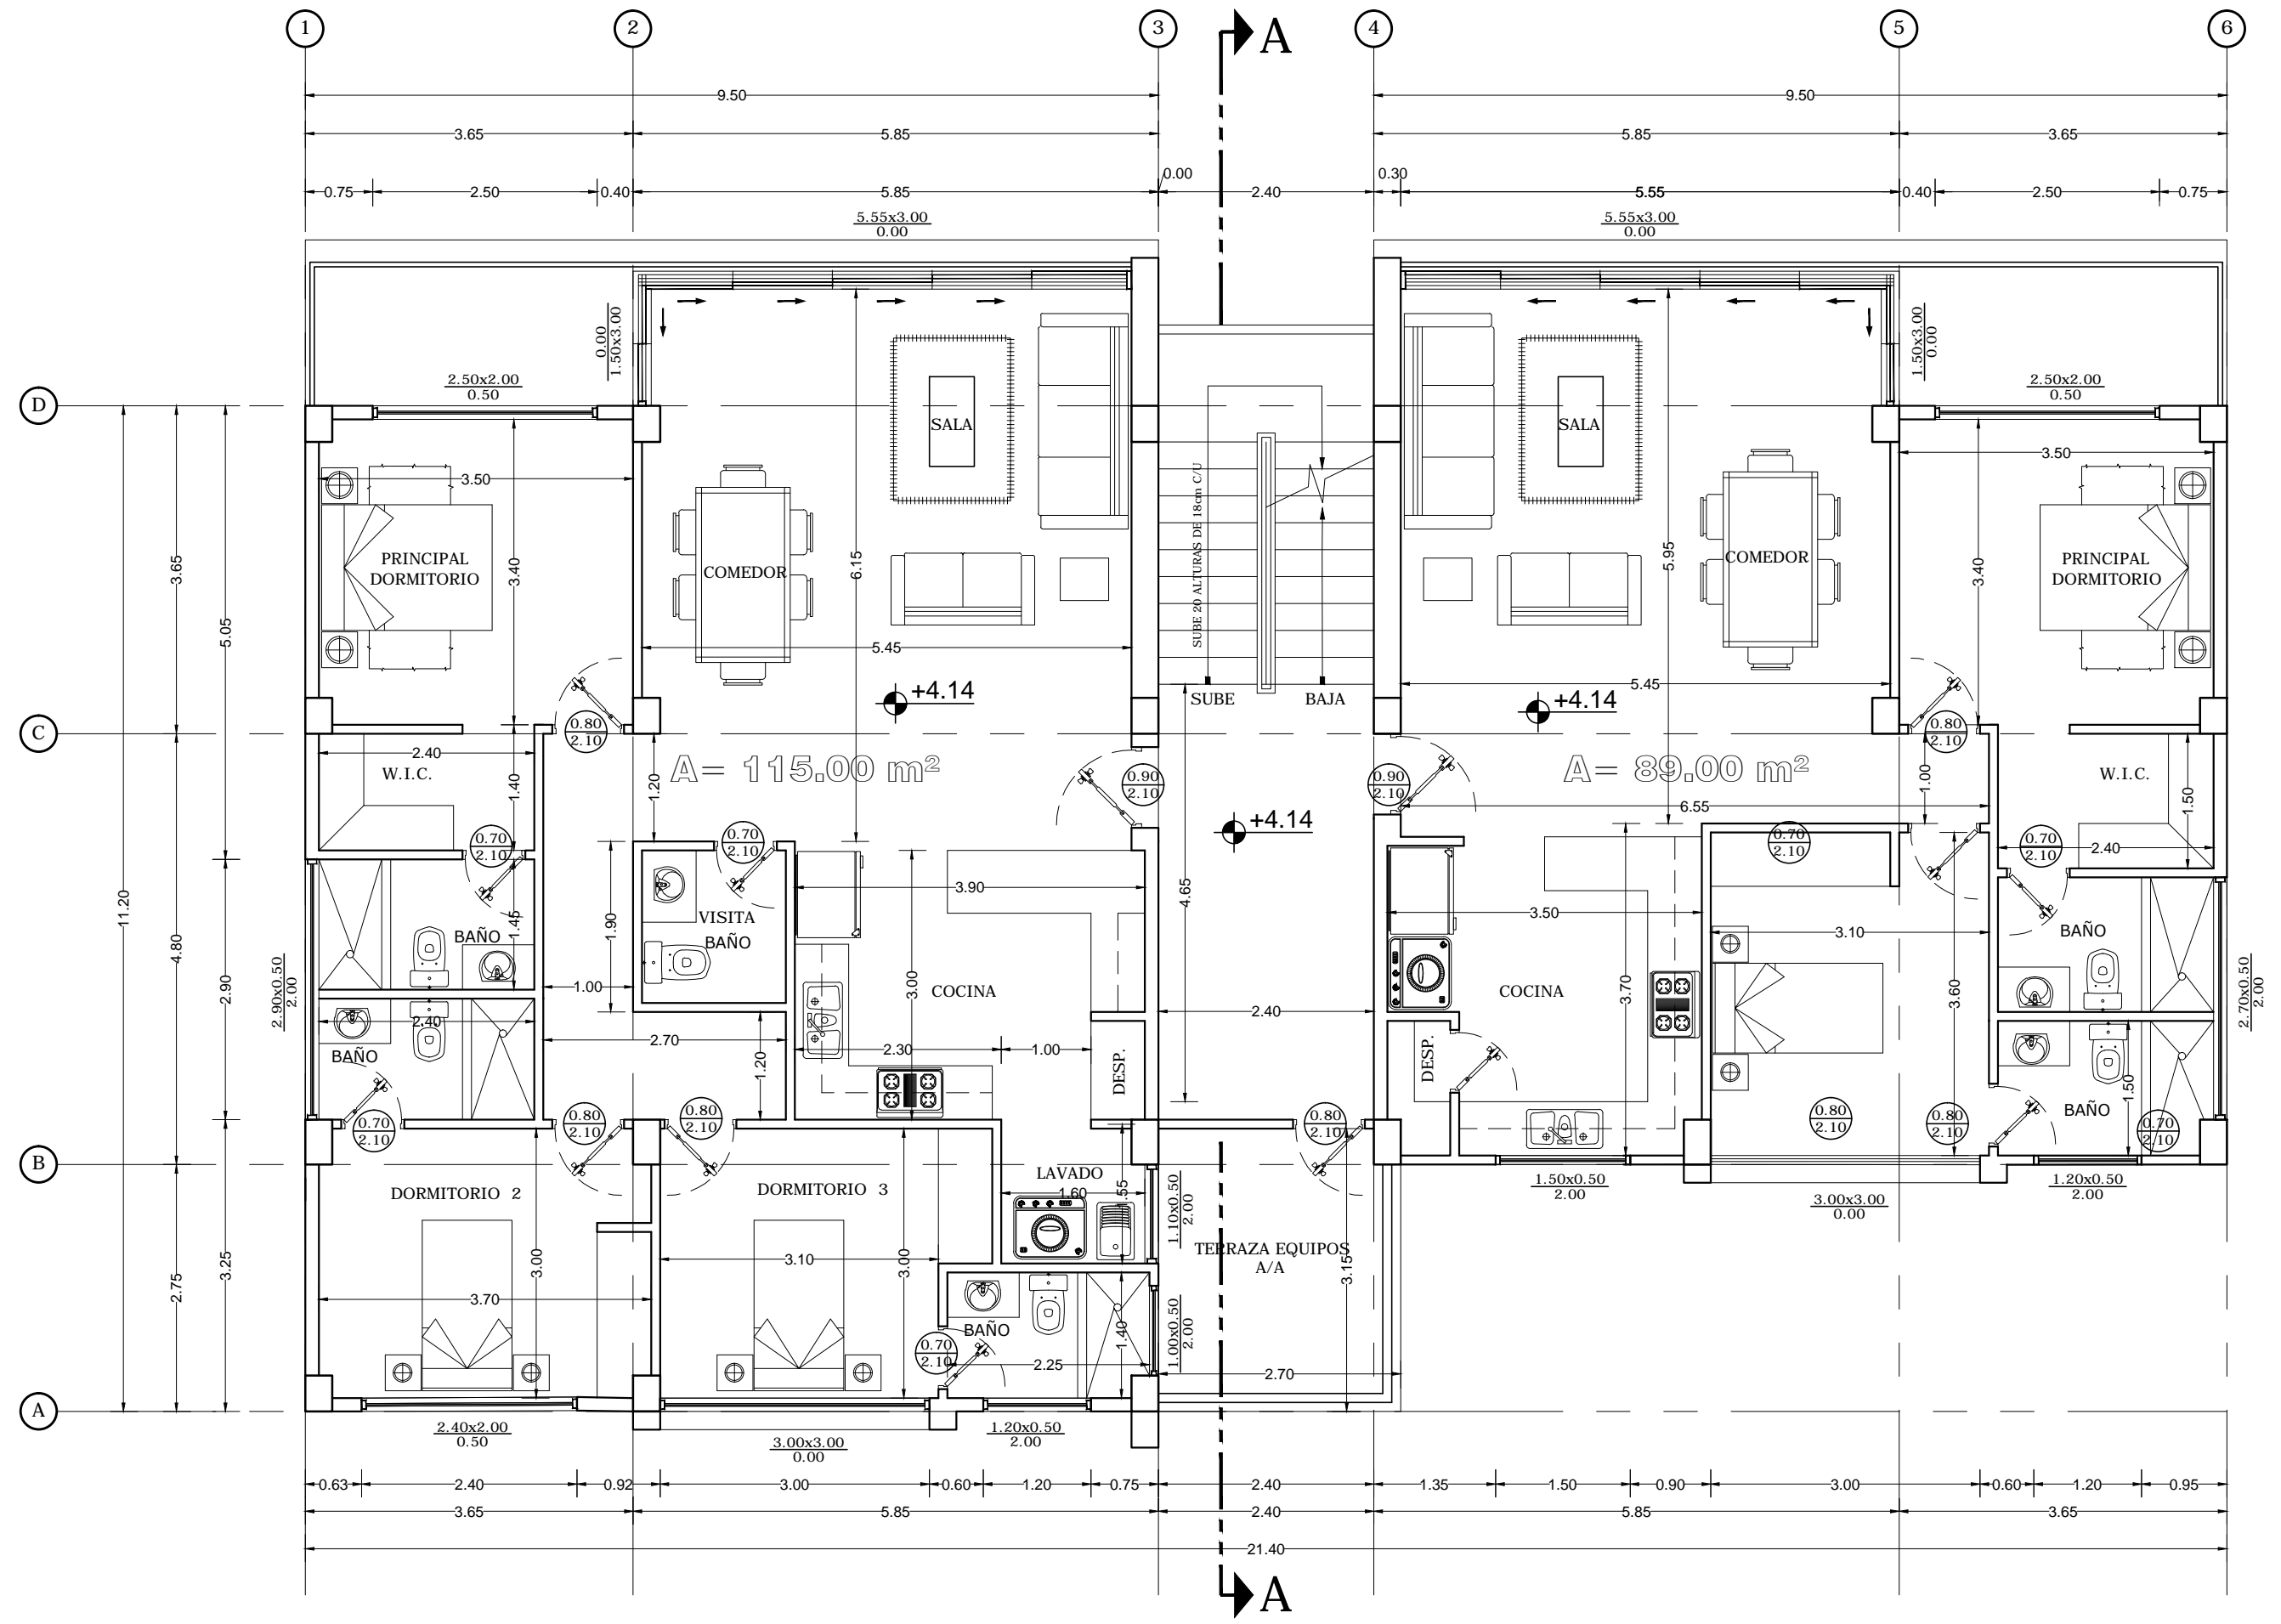 1 2 3 4 5 6
A
9.50 9.50
3.65 5.85 5.85 3.65
0.00 0.30
0.75 2.50 0.40 5.85 2.40 5.55 0.40 2.50 0.75
5.55x3.00 5.55x3.00
0.00 0.00
0.00
1.50x3.00
1.50x3.00
0.00
2.50x2.00 2.50x2.00
0.50 0.50
D
SALA SALA
3.50 3.50
SUBE 20 ALTURAS DE 18cm C/U
PRINCIPAL
DORMITORIO
3.40
COMEDOR
6.15
5.95
COMEDOR
3.40
PRINCIPAL
DORMITORIO
3.65
5.05
5.45
5.45
+4.14
SUBE BAJA
+4.14
C
0.80
2.10
0.80
2.10
2.40
W.I.C.
1.40
1.20
A= 115.00 m²
0.90
2.10
0.90
2.10
A= 89.00 m²
1.00
W.I.C.
1.50
6.55
+4.14
0.70
2.10
0.70
2.10
0.70
2.10
0.70
2.10
2.40
11.20
4.80
2.90
BAÑO
1.45
1.90
VISITA
BAÑO
3.90
4.65
3.50
3.10
BAÑO
2.90x0.50
2.00
1.00
3.00
COCINA
COCINA
3.70
3.60
2.70x0.50
2.00
2.40
2.40
BAÑO
2.70
1.20
2.30
1.00
DESP.
DESP.
1.50
BAÑO
0.70
2.10
0.80
2.10
0.80
2.10
0.80
2.10
0.80
2.10
0.80
2.10
0.70
2.10
B
DORMITORIO 2
DORMITORIO 3
LAVADO
1.60
1.55
1.10x0.50
2.00
1.50x0.50
2.00
3.00x3.00
0.00
1.20x0.50
2.00
2.75
3.25
3.00
3.10
3.00
TERRAZA EQUIPOS
A/A
3.15
3.70
BAÑO
1.40
1.00x0.50
2.00
0.70
2.10
2.25
2.70
A
2.40x2.00
0.50
3.00x3.00
0.00
1.20x0.50
2.00
0.63 2.40 0.92 3.00 0.60 1.20 0.75 2.40 1.35 1.50 0.90 3.00 0.60 1.20 0.95
3.65 5.85 2.40 5.85 3.65
21.40
A